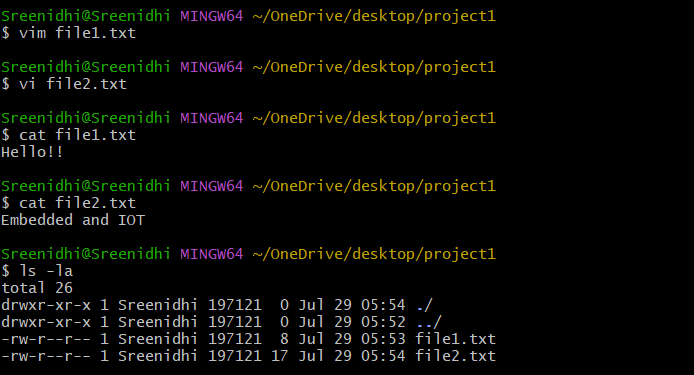 Sreenidhi@Sreenidhi MINGW64 ~/OneDrive/desktop/project1
$ vim file1.txt
Sreenidhi@Sreenidhi MINGW64 ~/OneDrive/desktop/project1
$ vi file2.txt
Sreenidhi@Sreenidhi MINGW64 ~/OneDrive/desktop/project1
$ cat file1.txt
Hello!!
Sreenidhi@Sreenidhi MINGW64 ~/OneDrive/desktop/project1
$ cat file2.txt
Embedded and IOT
Sreenidhi@Sreenidhi MINGW64 ~/OneDrive/desktop/project1
$ ls -la
total 26
drwxr-xr-x 1 Sreenidhi 197121  0 Jul 29 05:54 ./
drwxr-xr-x 1 Sreenidhi 197121  0 Jul 29 05:52 ../
-rw-r--r-- 1 Sreenidhi 197121  8 Jul 29 05:53 file1.txt
-rw-r--r-- 1 Sreenidhi 197121 17 Jul 29 05:54 file2.txt